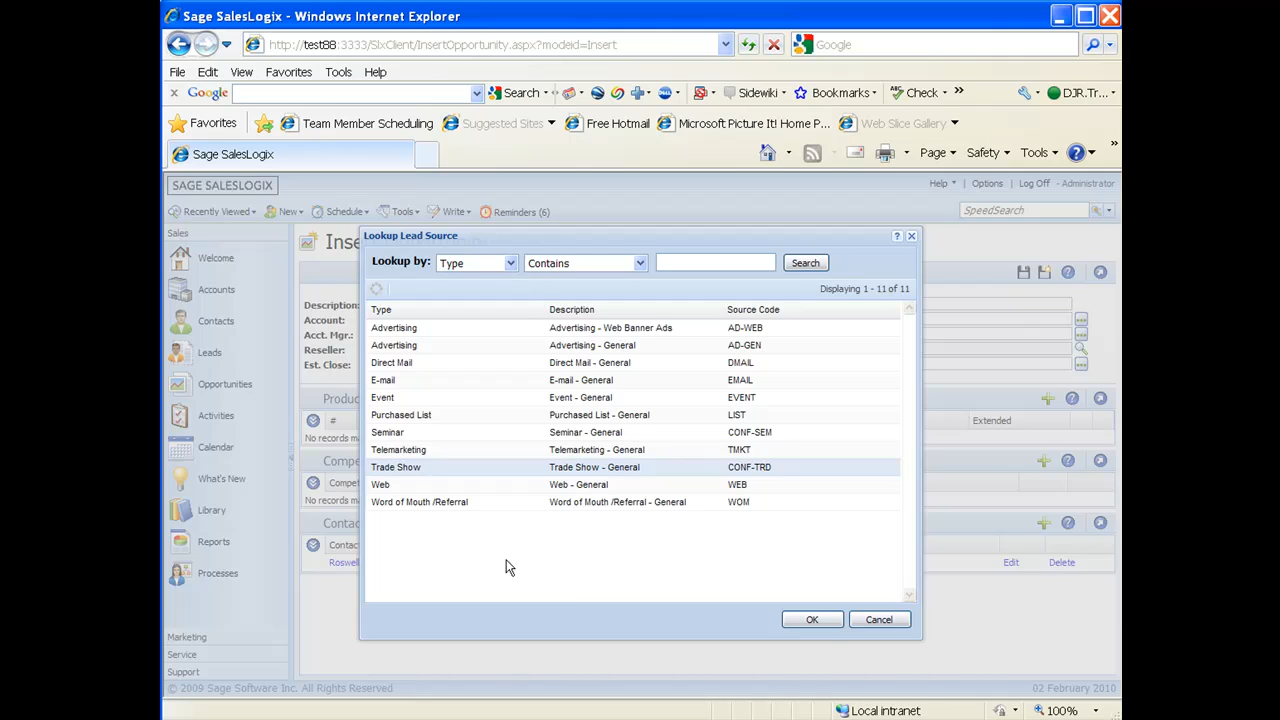 Sage SalesLogix - Windows Internet Explorer
http://test88:3333/SlxClient/InsertOpportunity.aspx?modeid=Insert Google
File Edit View Favorites Tools Help
x Google Search Sidewiki Bookmarks Check » DJR.Tr...
Favorites Team Member Scheduling Suggested Sites Free Hotmail Microsoft Picture It! Home P... Web Slice Gallery
Sage SalesLogix Page Safety Tools »
SAGE SALESLOGIX Help Options Log Off - Administrator
Recently Viewed New Schedule Tools Write Reminders (6) SpeedSearch
Sales
Welcome
Accounts
Contacts
Leads
Opportunities
Activities
Calendar
What's New
Library
Reports
Processes
Marketing
Service
Support
Description:
Account:
Acct. Mgr.:
Reseller:
Est. Close:
#
Extended
Edit Delete
Lookup Lead Source
Lookup by: Type Contains Search
Displaying 1 - 11 of 11
Type Description Source Code
Advertising Advertising - Web Banner Ads AD-WEB
Advertising Advertising - General AD-GEN
Direct Mail Direct Mail - General DMAIL
E-mail E-mail - General EMAIL
Event Event - General EVENT
Purchased List Purchased List - General LIST
Seminar Seminar - General CONF-SEM
Telemarketing Telemarketing - General TMKT
Trade Show Trade Show - General CONF-TRD
Web Web - General WEB
Word of Mouth /Referral Word of Mouth /Referral - General WOM
OK Cancel
© 2009 Sage Software Inc. All Rights Reserved 02 February 2010
Local intranet 100%